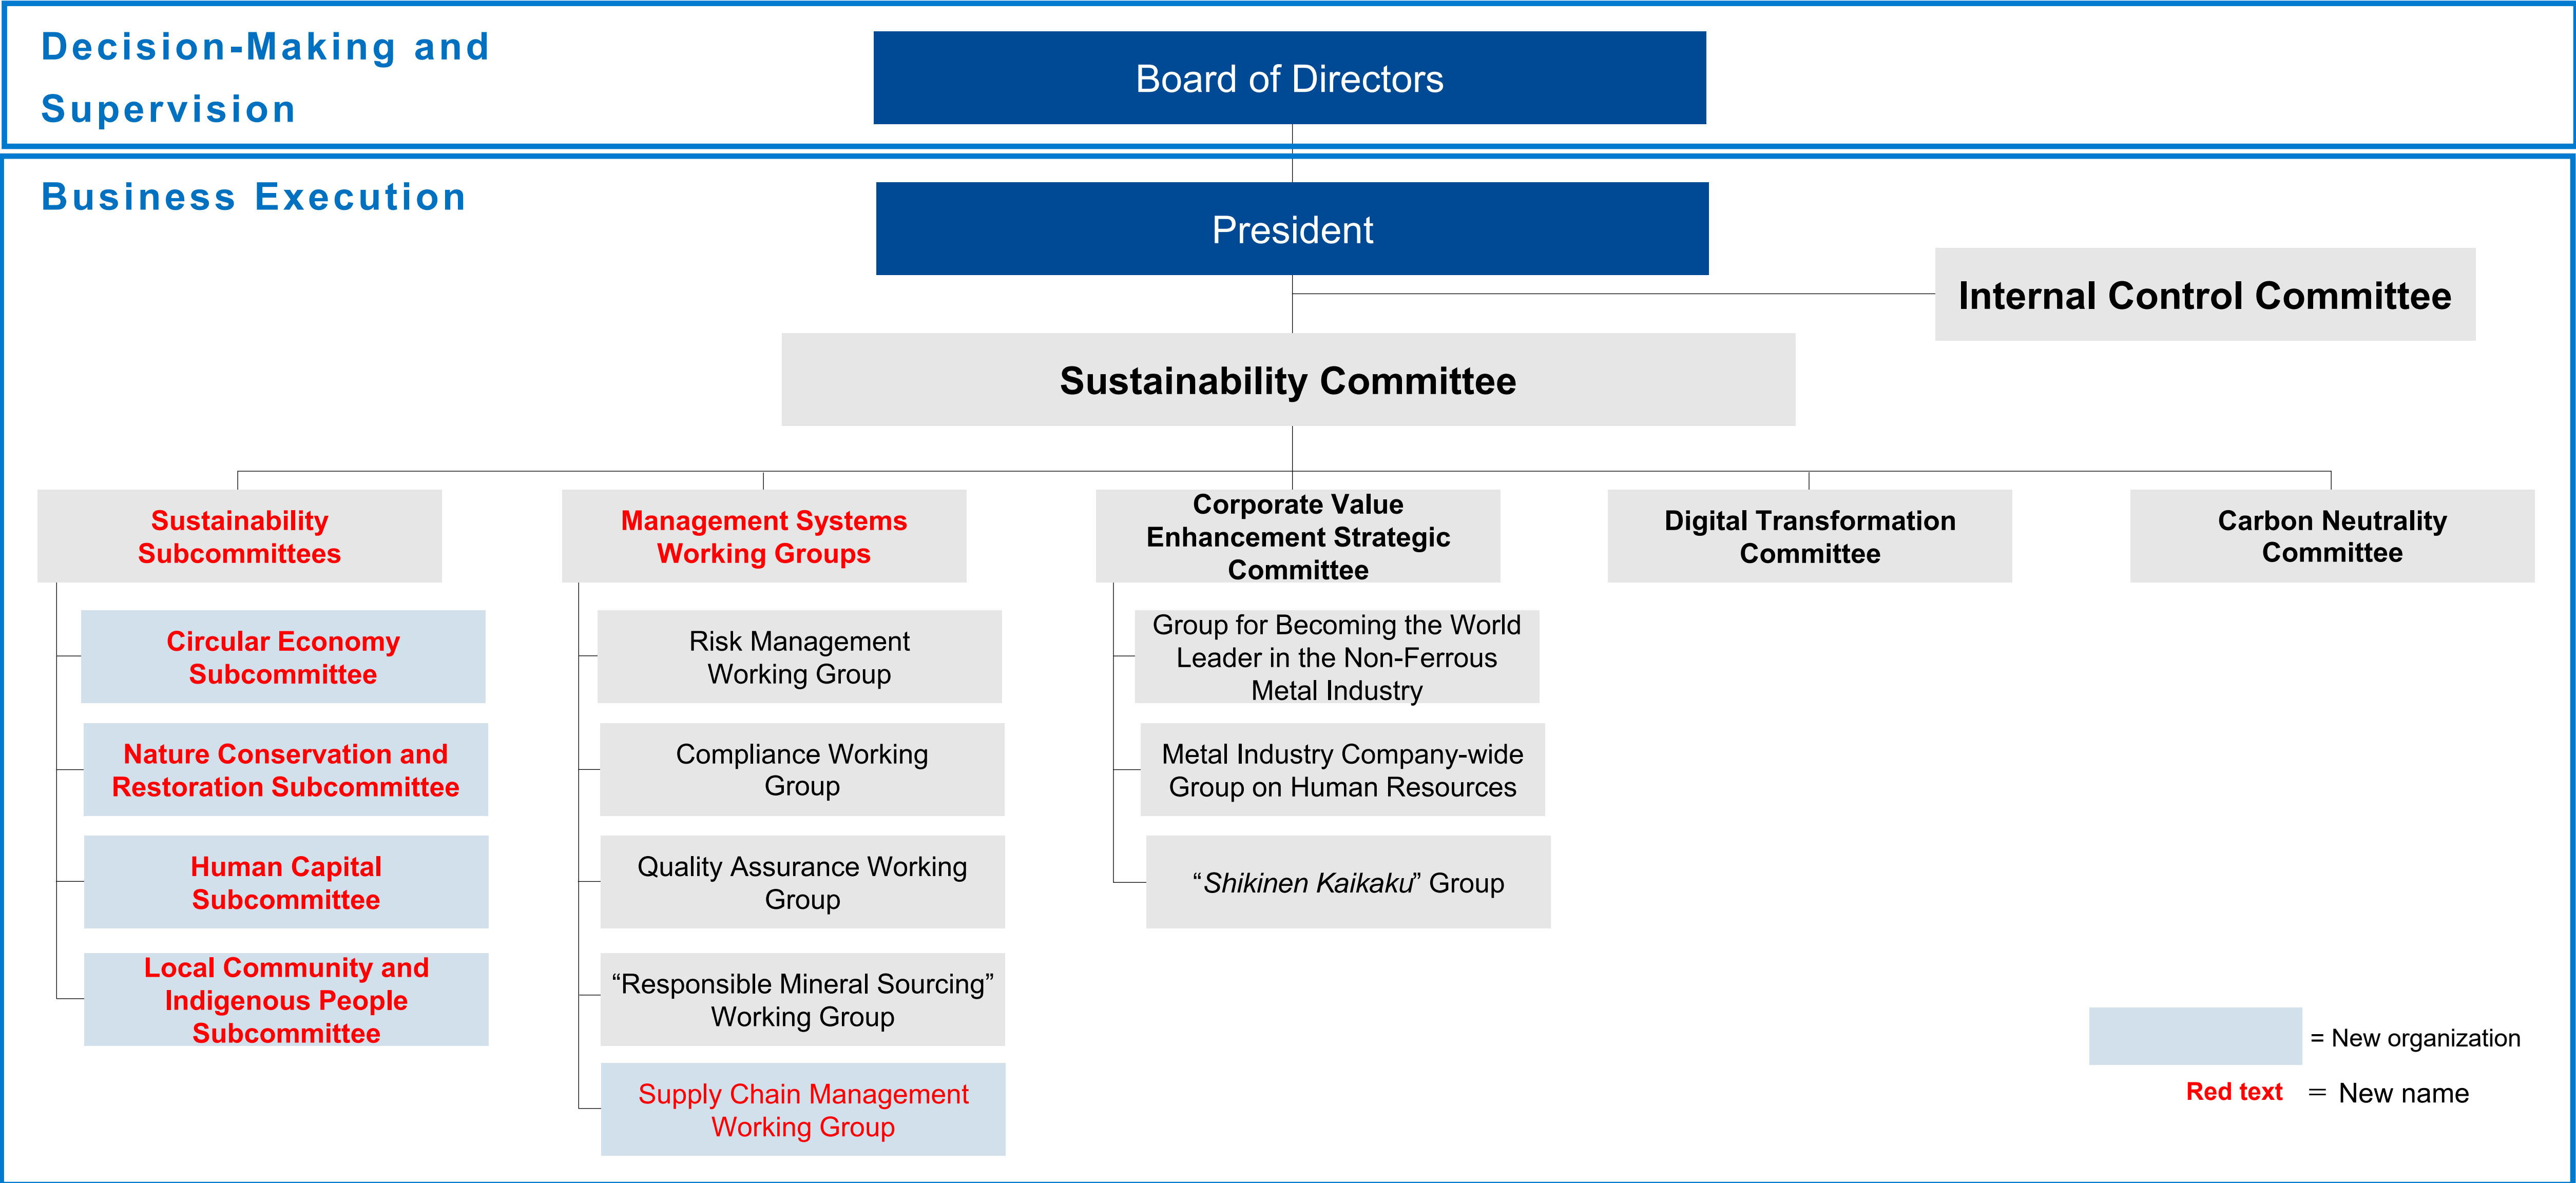 Decision-Making and
Supervision
Board of Directors
Business Execution
President
Internal Control Committee
Sustainability Committee
Sustainability
Subcommittees
Management Systems
Working Groups
Corporate Value
Enhancement Strategic
Committee
Digital Transformation
Committee
Carbon Neutrality
Committee
Circular Economy
Subcommittee
Nature Conservation and
Restoration Subcommittee
Human Capital
Subcommittee
Local Community and
Indigenous People
Subcommittee
Risk Management
Working Group
Compliance Working
Group
Quality Assurance Working
Group
“Responsible Mineral Sourcing”
Working Group
Supply Chain Management
Working Group
Group for Becoming the World
Leader in the Non-Ferrous
Metal Industry
Metal Industry Company-wide
Group on Human Resources
“Shikinen Kaikaku” Group
= New organization
Red text = New name